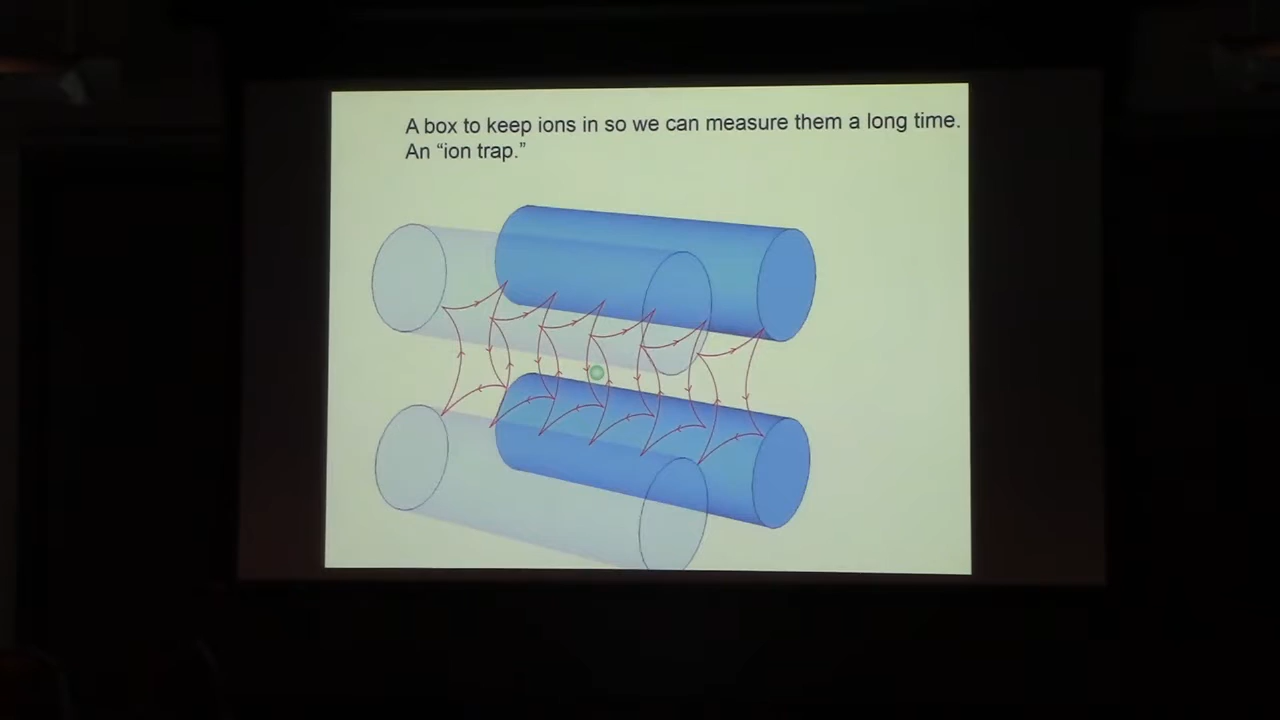 A box to keep ions in so we can measure them a long time.
An “ion trap.”